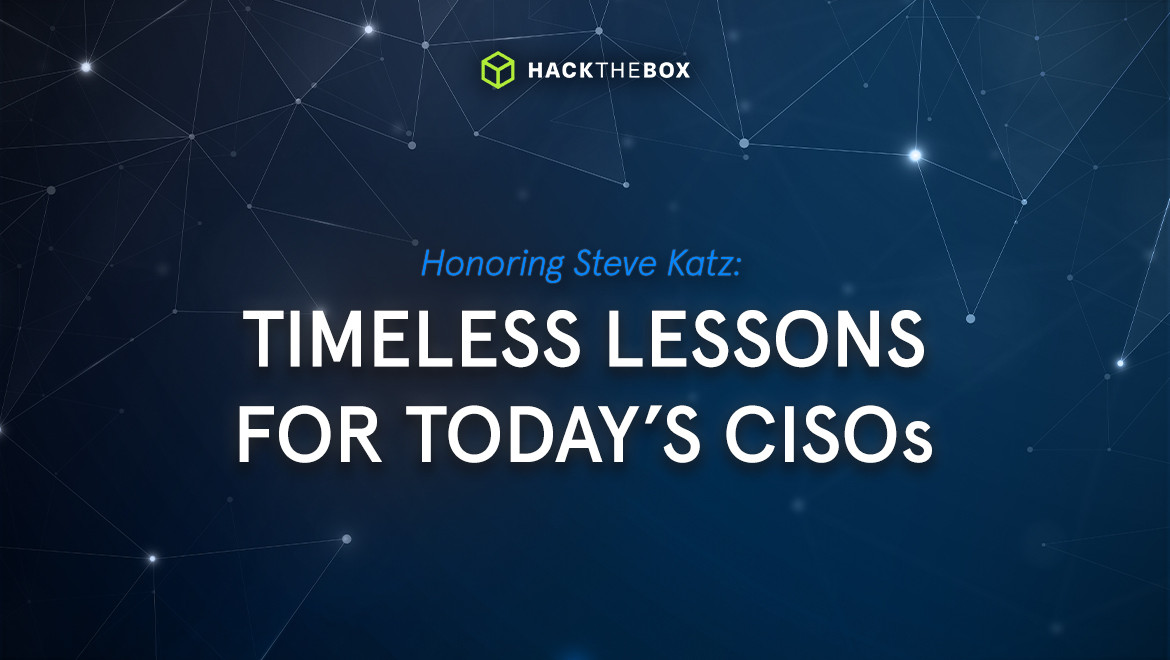 HACKTHEBOX
Honoring Steve Katz:
TIMELESS LESSONS
FOR TODAY’S CISOs